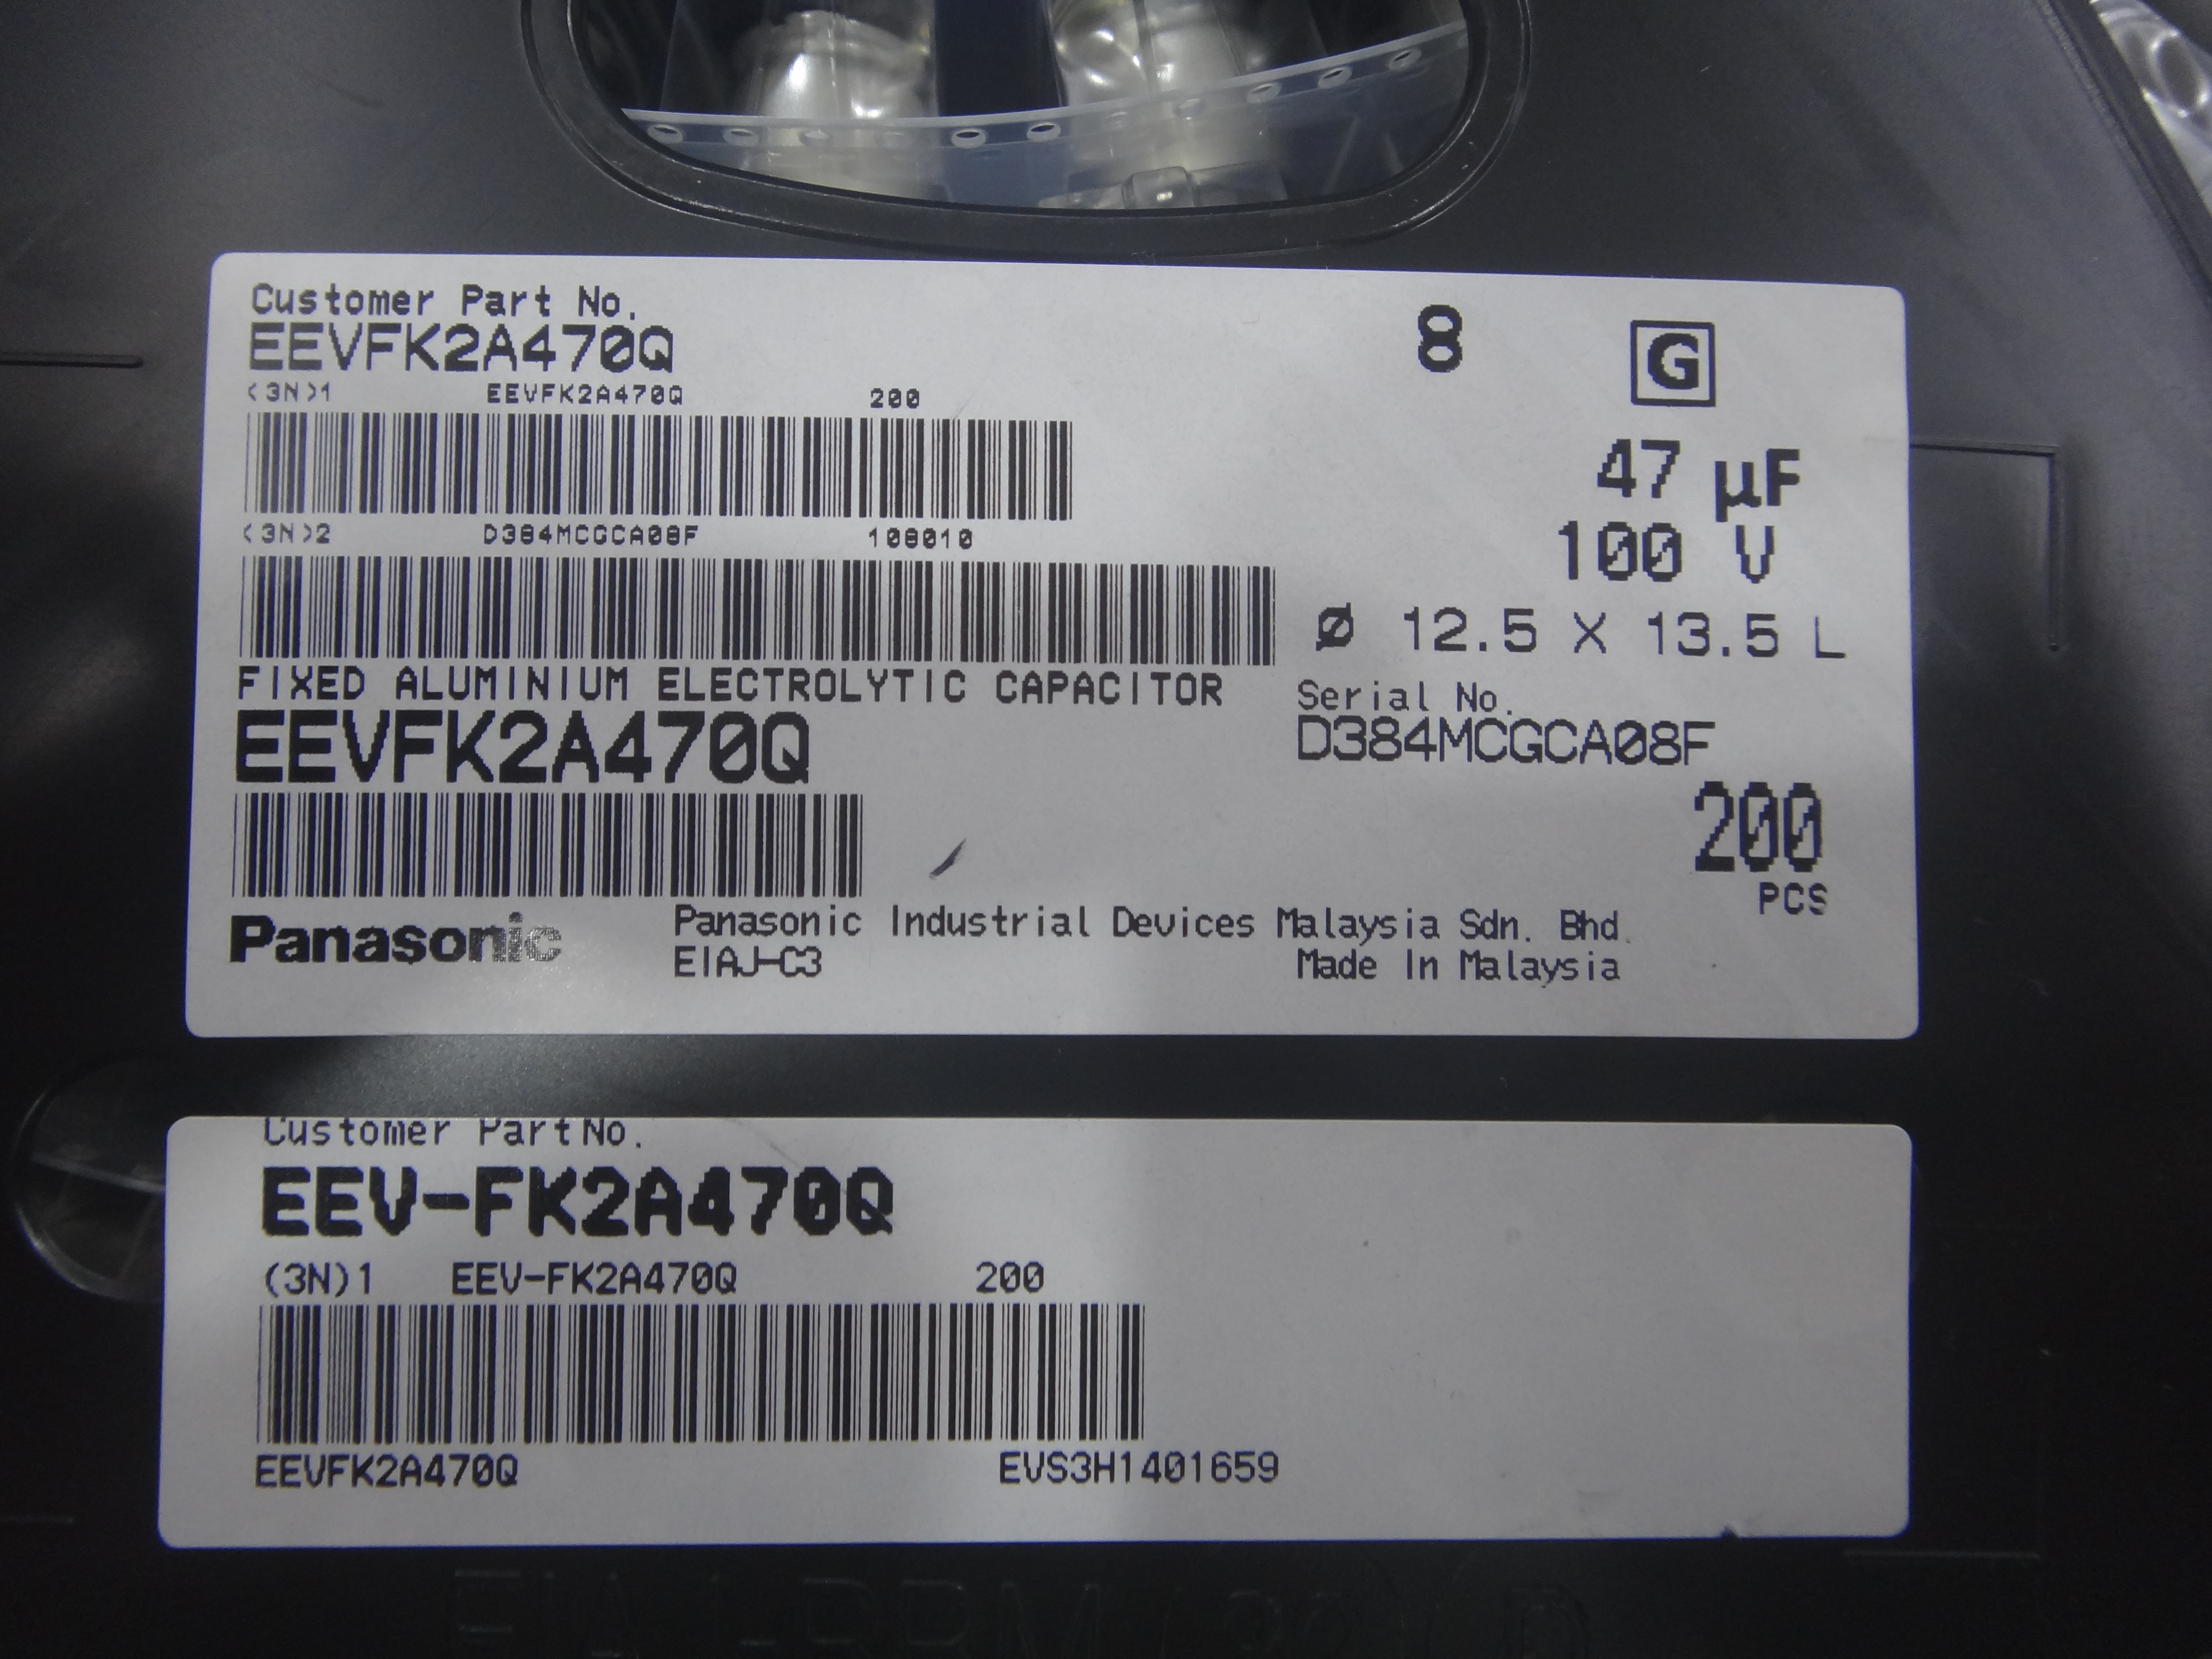 Customer Part No.
EEVFK2A470Q
8
G
(3N)1 EEVFK2A470Q 200
47 µF
(3N)2 D384MCGCA08F 108010
100 V
Ø 12.5 X 13.5 L
FIXED ALUMINIUM ELECTROLYTIC CAPACITOR
EEVFK2A470Q
Serial No.
D384MCGCA08F
200
PCS
Panasonic
Panasonic Industrial Devices Malaysia Sdn. Bhd.
EIAJ-C3 Made In Malaysia
Customer PartNo.
EEV-FK2A470Q
(3N)1 EEV-FK2A470Q 200
EEVFK2A470Q EVS3H1401659